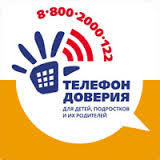 8-800-2000-122
ТЕЛЕФОН
ДОВЕРИЯ
ДЛЯ ДЕТЕЙ, ПОДРОСТКОВ
И ИХ РОДИТЕЛЕЙ